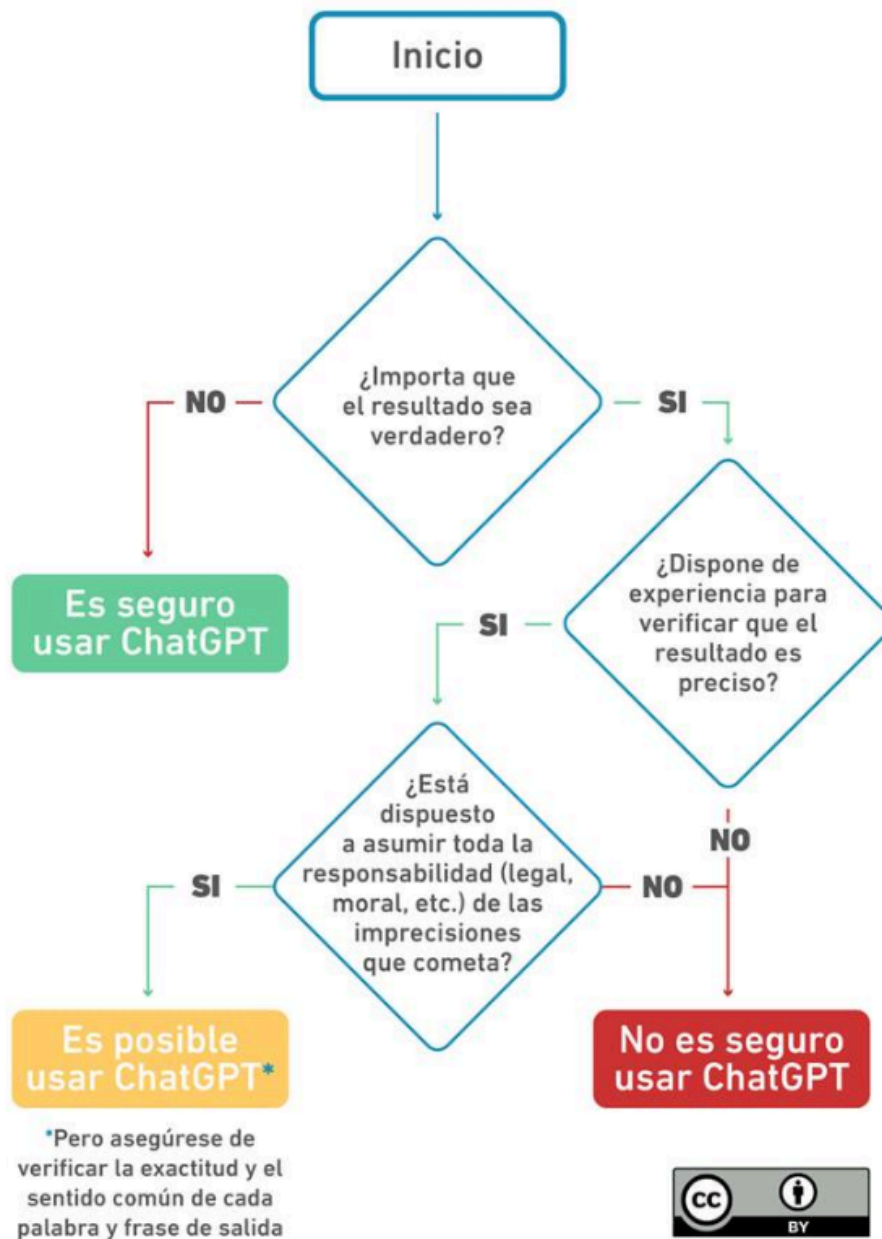 Inicio
¿Importa que
el resultado sea
verdadero?
NO
SI
Es seguro
usar ChatGPT
¿Dispone de
experiencia para
verificar que el
resultado es
preciso?
SI
NO
¿Está
dispuesto
a asumir toda la
responsabilidad (legal,
moral, etc.) de las
imprecisiones
que cometa?
SI
NO
Es posible
usar ChatGPT*
No es seguro
usar ChatGPT
*Pero asegúrese de
verificar la exactitud y el
sentido común de cada
palabra y frase de salida
cc
BY